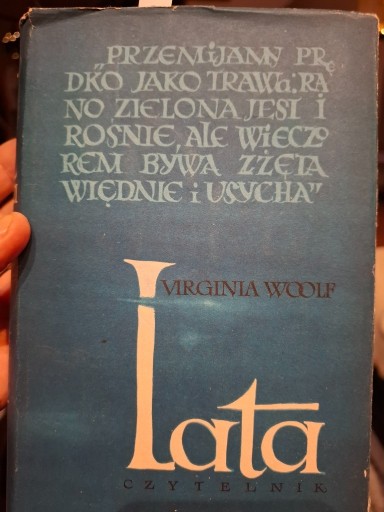 „PRZEMIJAMY PRĘ
DKO JAKO TRAWA: RA
NO ZIELONA JEST I
ROŚNIE, ALE WIECZO
REM BYWA ZŻĘTA
WIĘDNIE i USYCHA”
VIRGINIA WOOLF
Lata
CZYTELNIK